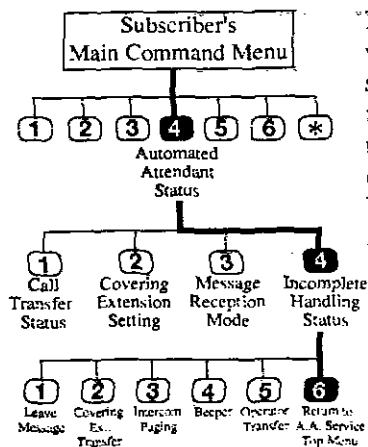 Subscriber's
Main Command Menu
1 2 3 4 5 6 *
Automated
Attendant
Status
1 2 3 4
Call Covering Message Incomplete
Transfer Extension Reception Handling
Status Setting Mode Status
1 2 3 4 5 6
Leave Covering Intercom Beeper Operator Return to
Message Ex.. Paging Transfer A.A. Service
Transfer Top Menu